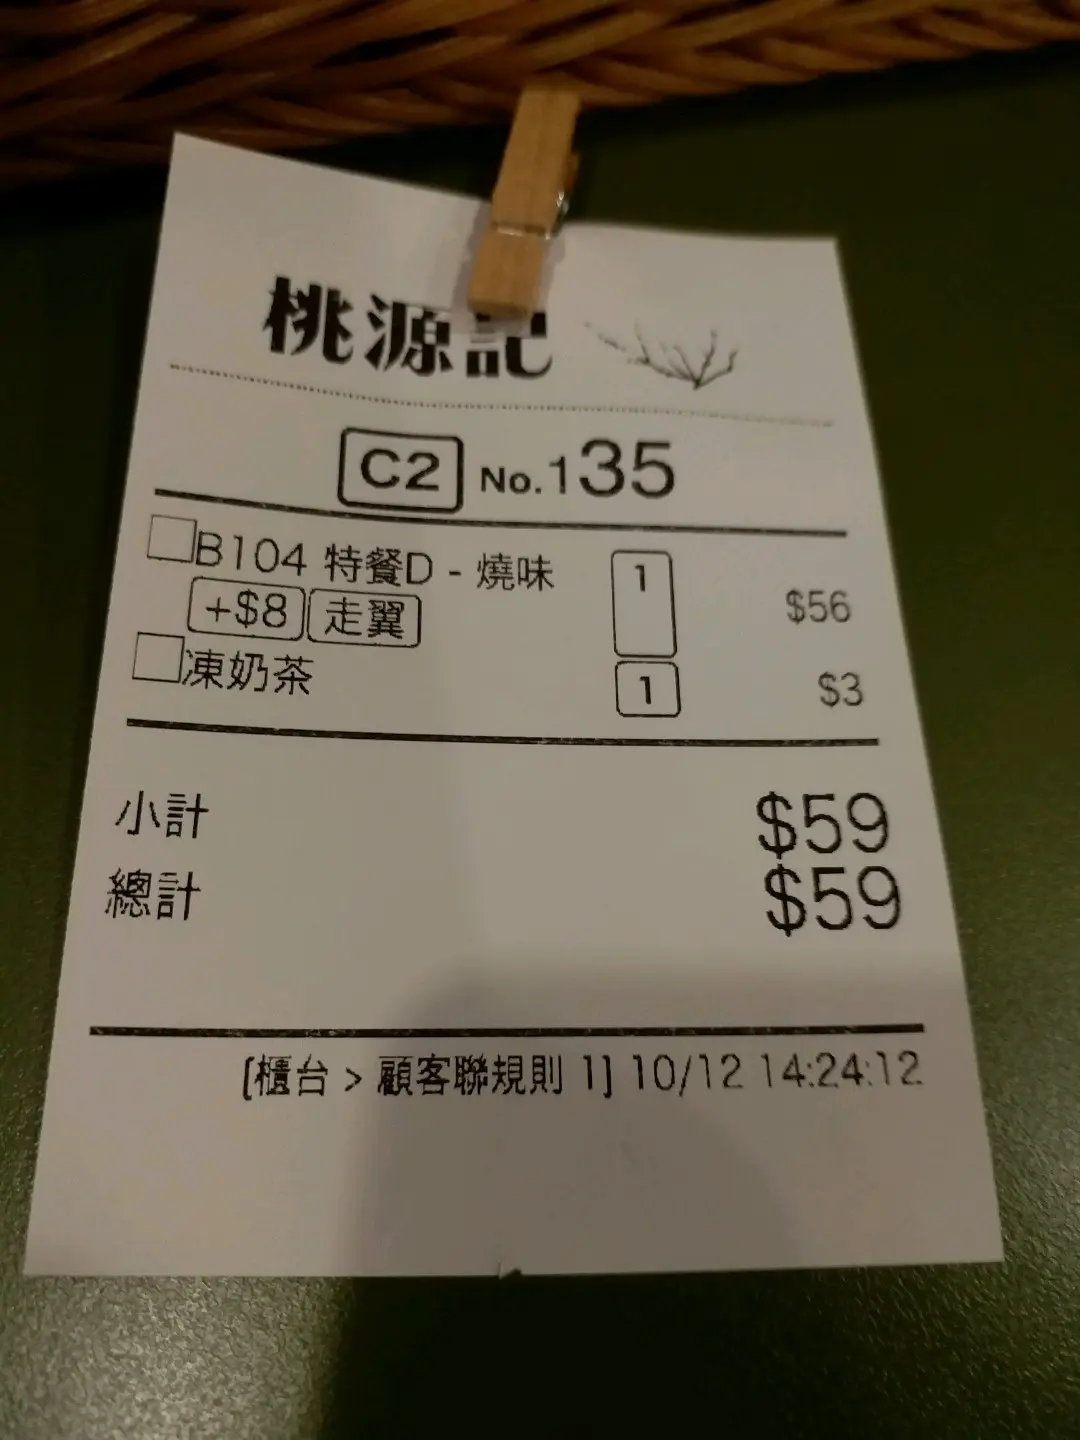 桃源記
C2 No.135
B104 特餐D - 燒味 1 $56
+$8 走翼
凍奶茶 1 $3
小計 $59
總計 $59
[櫃台 > 顧客聯規則 1] 10/12 14:24:12